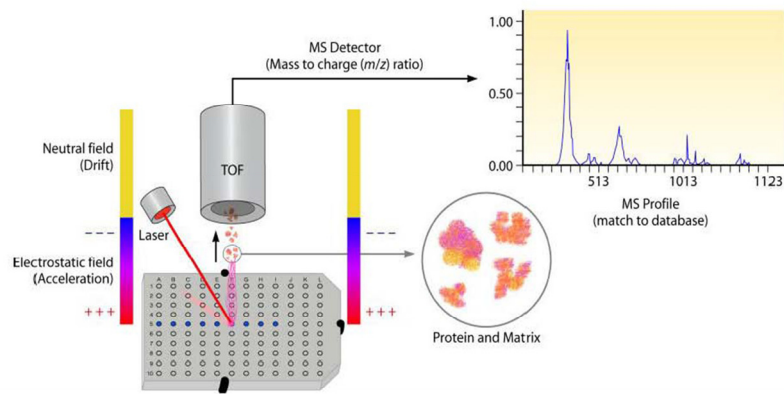 MS Detector
(Mass to charge (m/z) ratio)
1.00
0.50
0.00
513
1013
1123
MS Profile
(match to database)
Neutral field
(Drift)
TOF
Laser
Electrostatic field
(Acceleration)
− − −
− − −
+ + +
+ + +
Protein and Matrix
A B C D E F G H I J K L
1
2
3
4
5
6
7
8
9
10